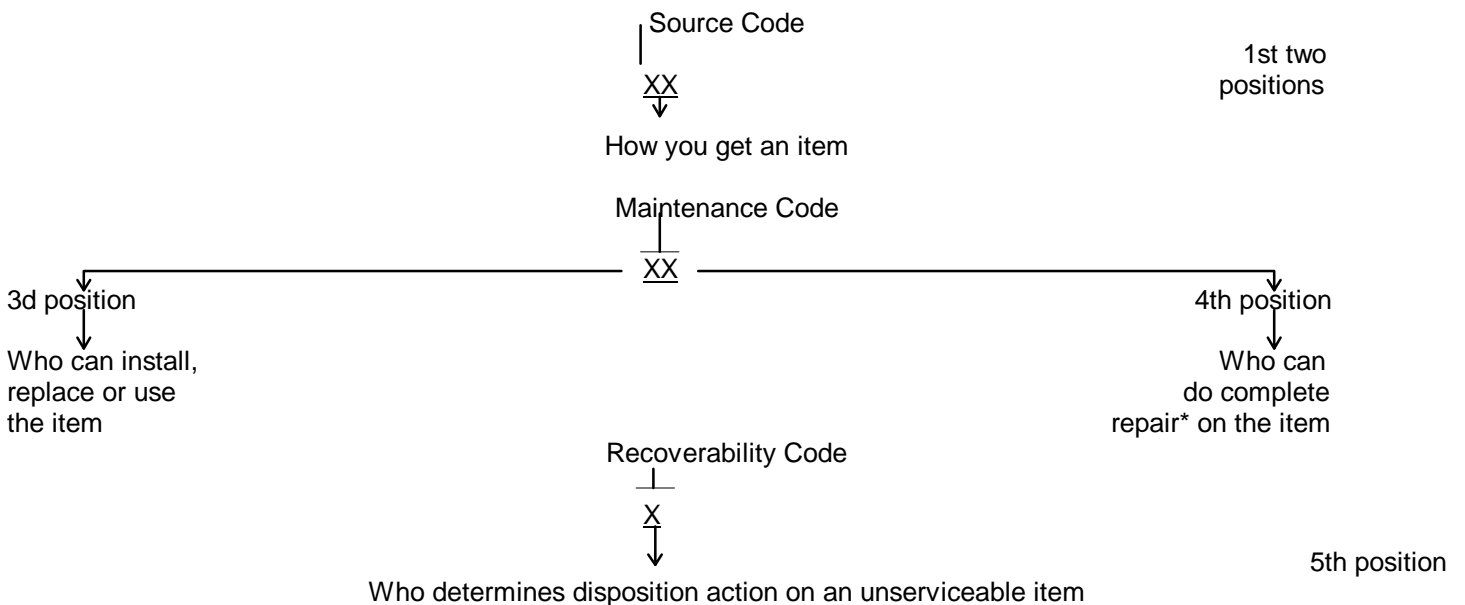 Source Code
1st two
positions
XX
How you get an item
Maintenance Code
XX
3d position
4th position
Who can install,
replace or use
the item
Who can
do complete
repair* on the item
Recoverability Code
X
5th position
Who determines disposition action on an unserviceable item